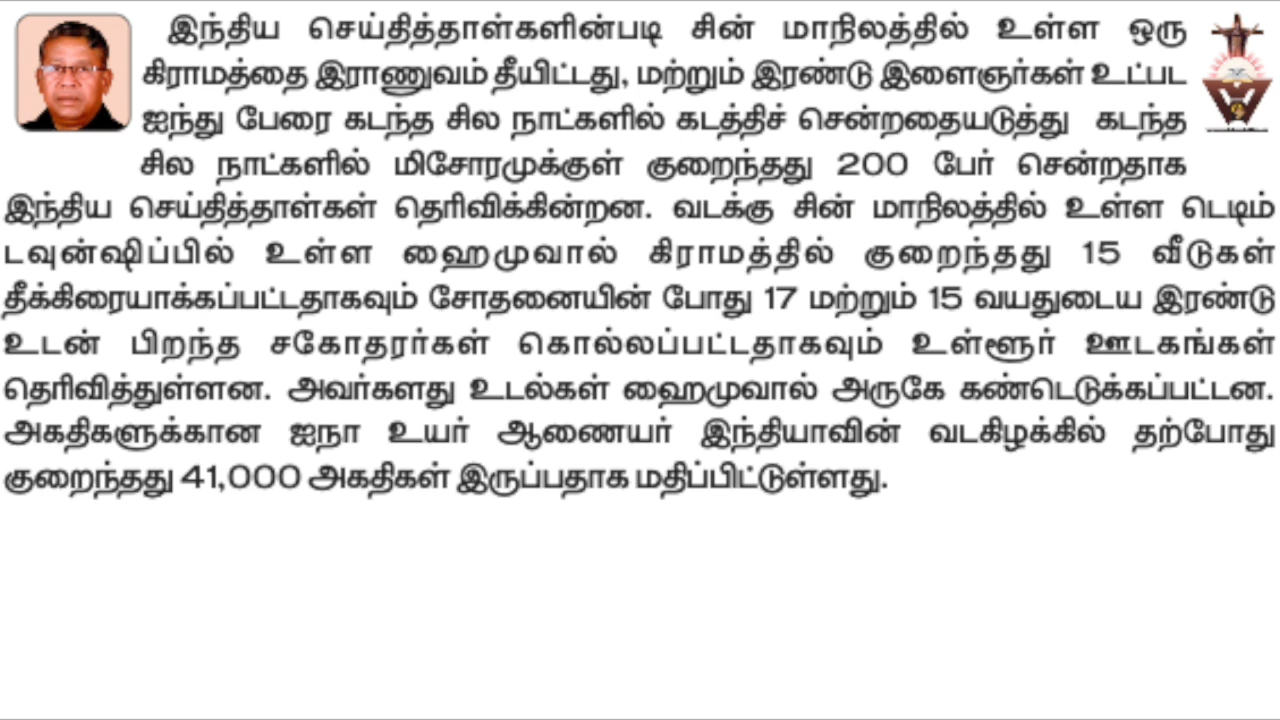 இந்திய செய்தித்தாள்களின்படி சின் மாநிலத்தில் உள்ள ஒரு
கிராமத்தை இராணுவம் தீயிட்டது, மற்றும் இரண்டு இளைஞர்கள் உட்பட
ஐந்து பேரை கடந்த சில நாட்களில் கடத்திச் சென்றதையடுத்து கடந்த
சில நாட்களில் மிசோரமுக்குள் குறைந்தது 200 பேர் சென்றதாக
இந்திய செய்தித்தாள்கள் தெரிவிக்கின்றன. வடக்கு சின் மாநிலத்தில் உள்ள டெடிம்
டவுன்ஷிப்பில் உள்ள ஹைமுவால் கிராமத்தில் குறைந்தது 15 வீடுகள்
தீக்கிரையாக்கப்பட்டதாகவும் சோதனையின் போது 17 மற்றும் 15 வயதுடைய இரண்டு
உடன் பிறந்த சகோதரர்கள் கொல்லப்பட்டதாகவும் உள்ளூர் ஊடகங்கள்
தெரிவித்துள்ளன. அவர்களது உடல்கள் ஹைமுவால் அருகே கண்டெடுக்கப்பட்டன.
அகதிகளுக்கான ஐநா உயர் ஆணையர் இந்தியாவின் வடகிழக்கில் தற்போது
குறைந்தது 41,000 அகதிகள் இருப்பதாக மதிப்பிட்டுள்ளது.